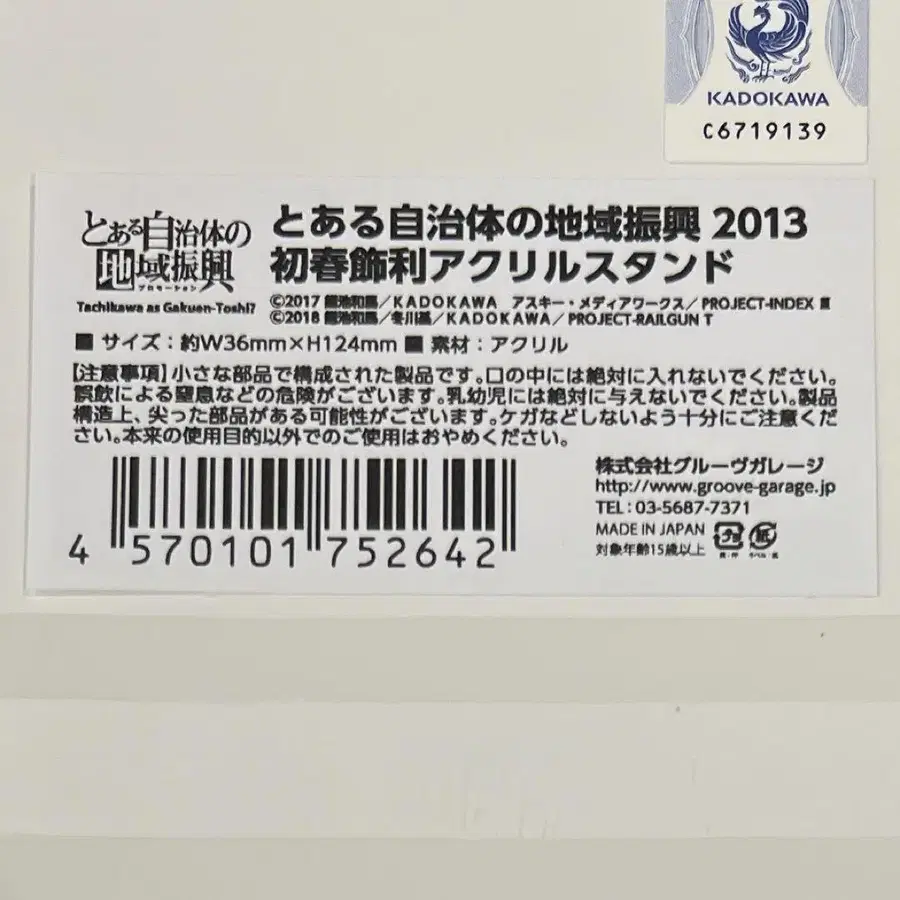 KADOKAWA
C6719139
とある自治体の
地域振興
プロモーション
Tachikawa as Gakuen-Toshi7
とある自治体の地域振興 2013
初春飾利アクリルスタンド
©2017 鎌池和馬/KADOKAWA アスキー・メディアワークス/PROJECT-INDEX Ⅲ
©2018 鎌池和馬/冬川基/KADOKAWA/PROJECT-RAILGUN T
■ サイズ:約W36mm×H124mm ■ 素材:アクリル
【注意事項】小さな部品で構成された製品です。口の中には絶対に入れないでください。
誤飲による窒息などの危険がございます。乳幼児には絶対に与えないでください。製品
構造上、尖った部品がある可能性がございます。ケガなどしないよう十分にご注意くだ
さい。本来の使用目的以外でのご使用はおやめください。
4 570101 752642
株式会社グルーヴガレージ
http://www.groove-garage.jp
TEL:03-5687-7371
MADE IN JAPAN
対象年齢15歳以上
プラ
紙